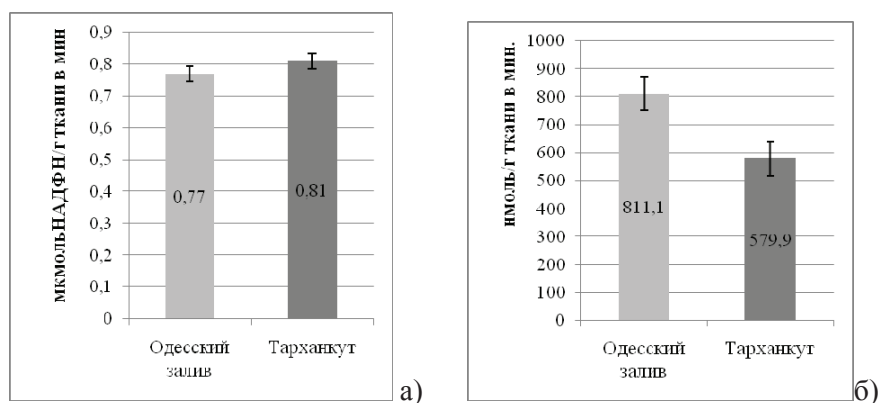 мкмольНАДФН/г ткани в мин
0,9
0,8
0,7
0,6
0,5
0,4
0,3
0,2
0,1
0
0,77
0,81
Одесский
залив
Тарханкут
а)
нмоль/г ткани в мин.
1000
900
800
700
600
500
400
300
200
100
0
811,1
579,9
Одесский
залив
Тарханкут
б)